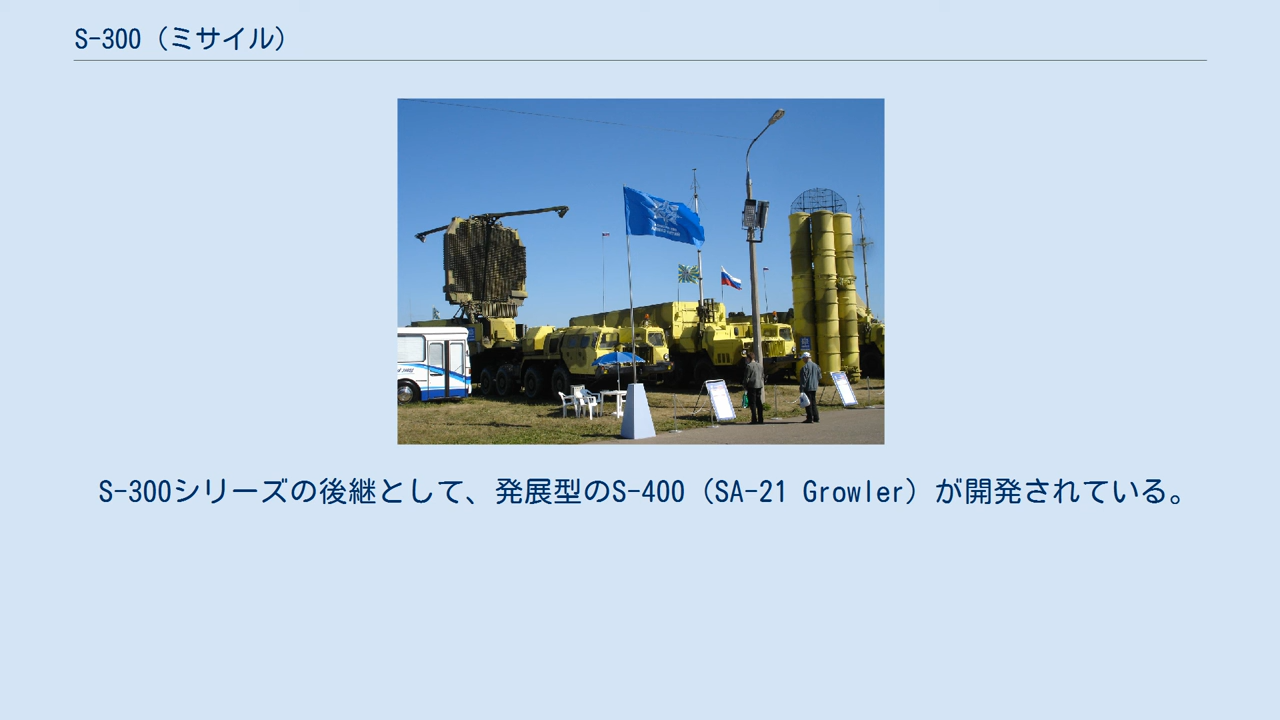 S-300（ミサイル）
S-300シリーズの後継として、発展型のS-400（SA-21 Growler）が開発されている。